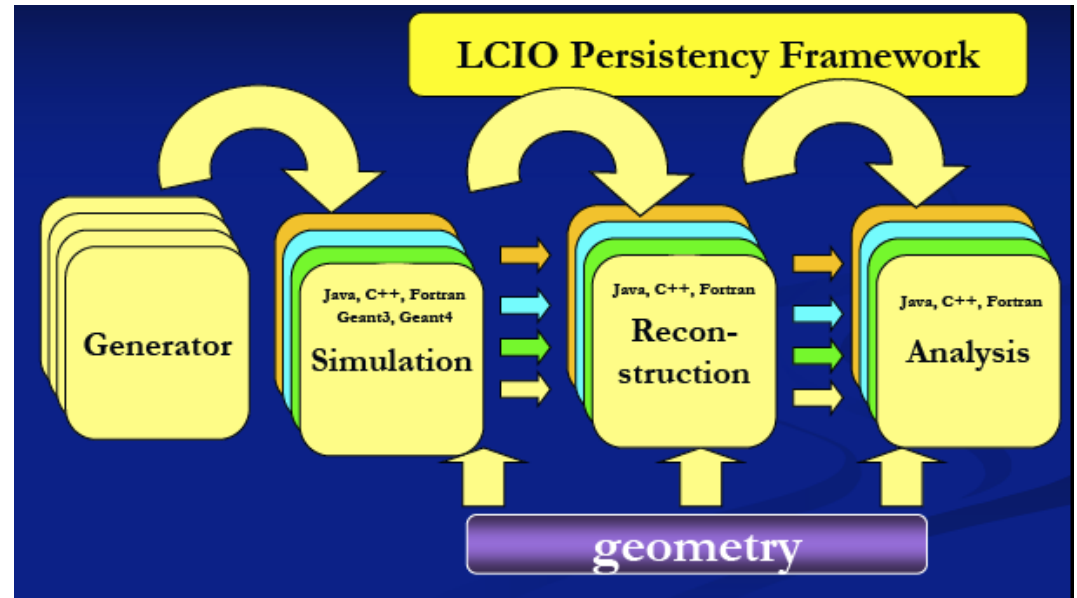 LCIO Persistency Framework
Generator
Java, C++, Fortran
Geant3, Geant4
Simulation
Java, C++, Fortran
Recon-
struction
Java, C++, Fortran
Analysis
geometry